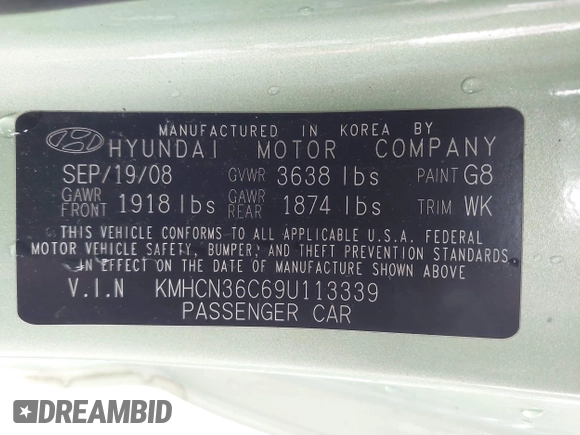 MANUFACTURED IN KOREA BY
HYUNDAI MOTOR COMPANY
SEP/19/08 GVWR 3638 lbs PAINT G8
GAWR FRONT 1918 lbs GAWR REAR 1874 lbs TRIM WK
THIS VEHICLE CONFORMS TO ALL APPLICABLE U.S.A. FEDERAL
MOTOR VEHICLE SAFETY, BUMPER, AND THEFT PREVENTION STANDARDS
IN EFFECT ON THE DATE OF MANUFACTURE SHOWN ABOVE
V.I.N KMHCN36C69U113339
PASSENGER CAR
DREAMBID